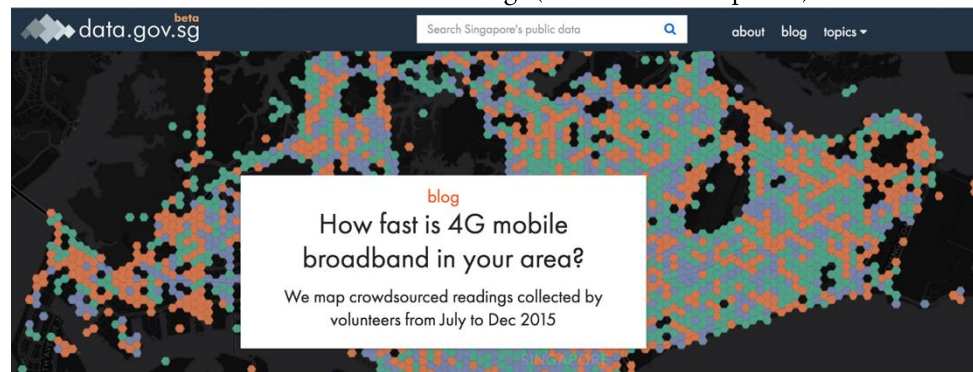 beta
data.gov.sg
Search Singapore's public data
about blog topics
blog
How fast is 4G mobile
broadband in your area?
We map crowdsourced readings collected by
volunteers from July to Dec 2015
SINGAPORE